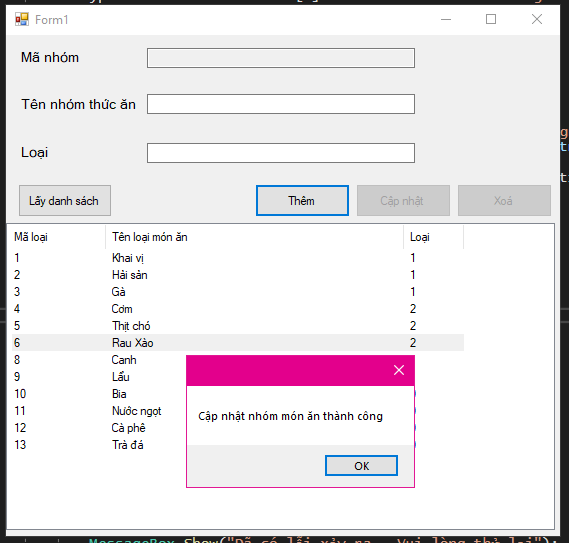 Form1
Mã nhóm
Tên nhóm thức ăn
Loại
Lấy danh sách Thêm Cập nhật Xoá
Mã loại Tên loại món ăn Loại
1 Khai vị 1
2 Hải sản 1
3 Gà 1
4 Cơm 2
5 Thịt chó 2
6 Rau Xào 2
8 Canh
9 Lẩu
10 Bia
11 Nước ngọt
12 Cà phê
13 Trà đá
Cập nhật nhóm món ăn thành công
OK